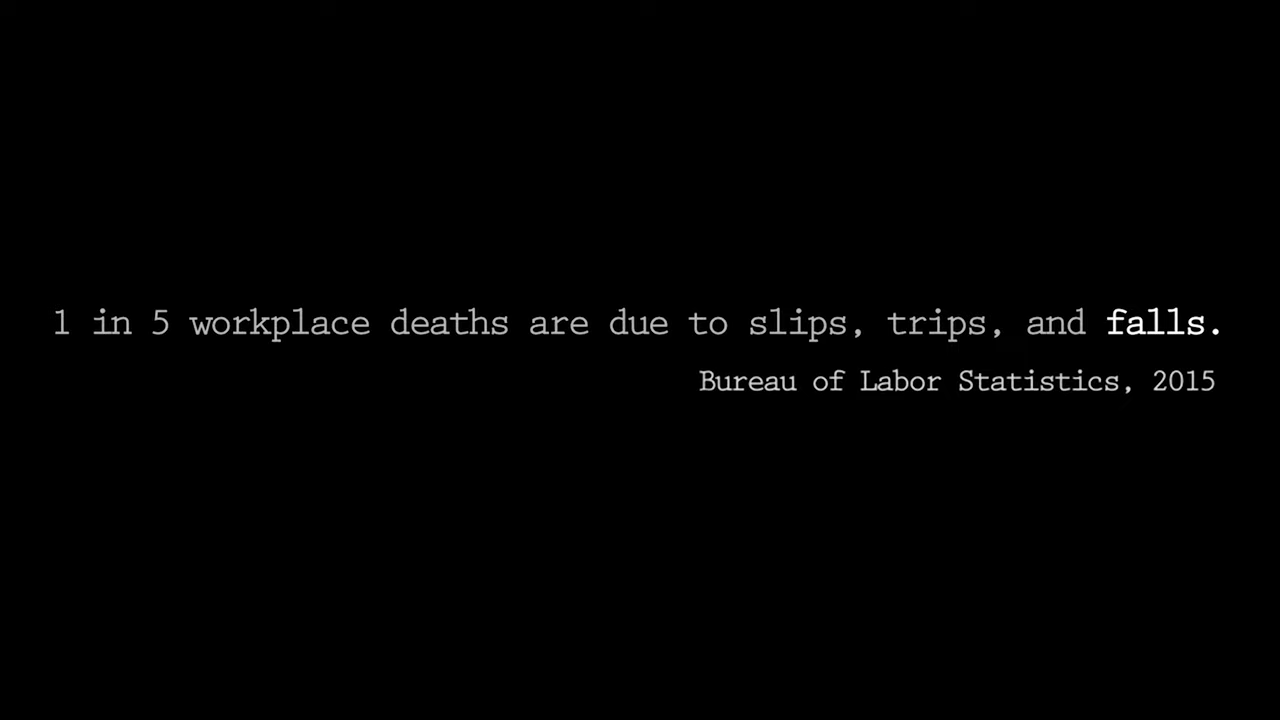 1 in 5 workplace deaths are due to slips, trips, and falls.
Bureau of Labor Statistics, 2015